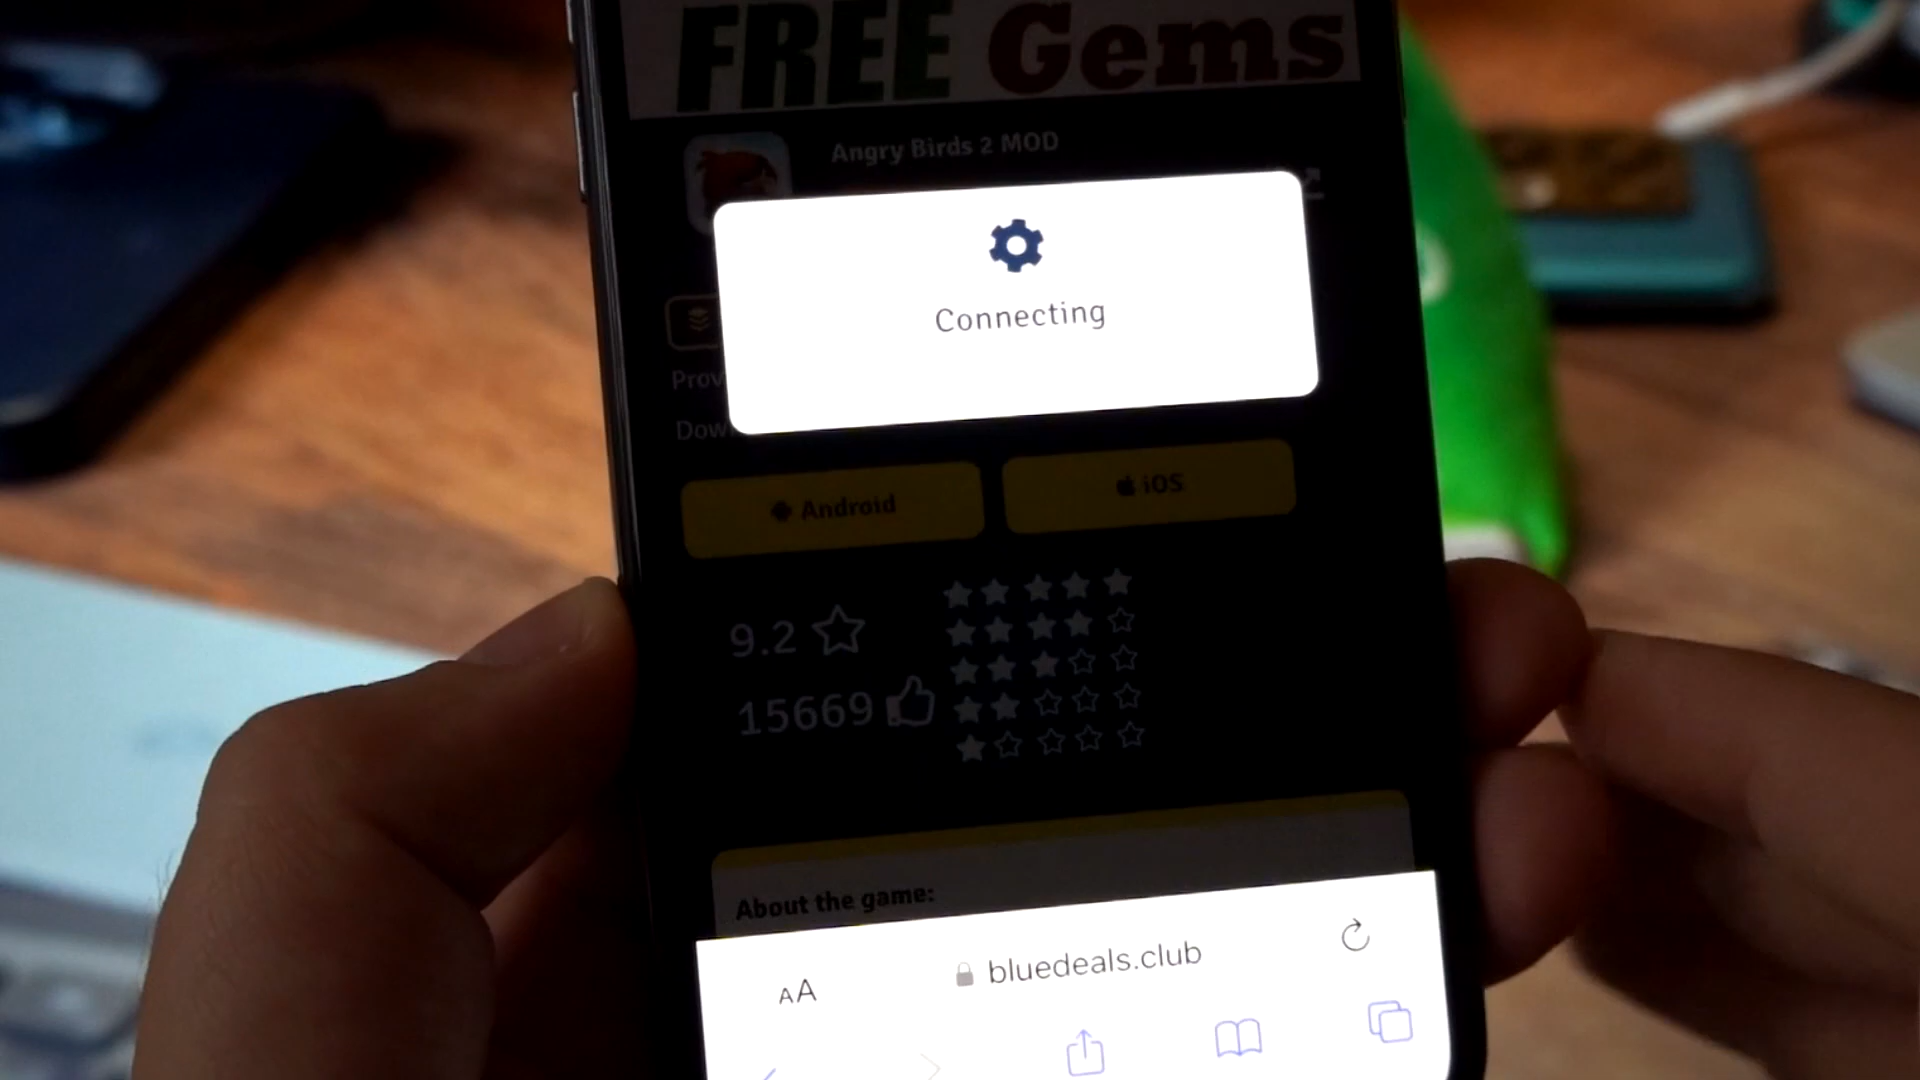 FREE Gems
Angry Birds 2 MOD
Connecting
Android
iOS
9.2
15669
About the game:
AA
bluedeals.club